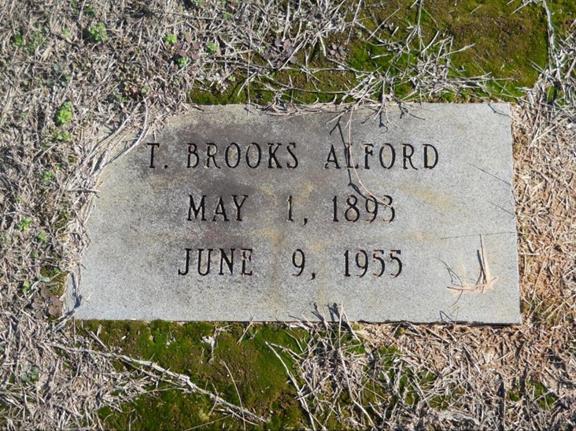 T. BROOKS ALFORD
MAY 1, 1893
JUNE 9, 1955